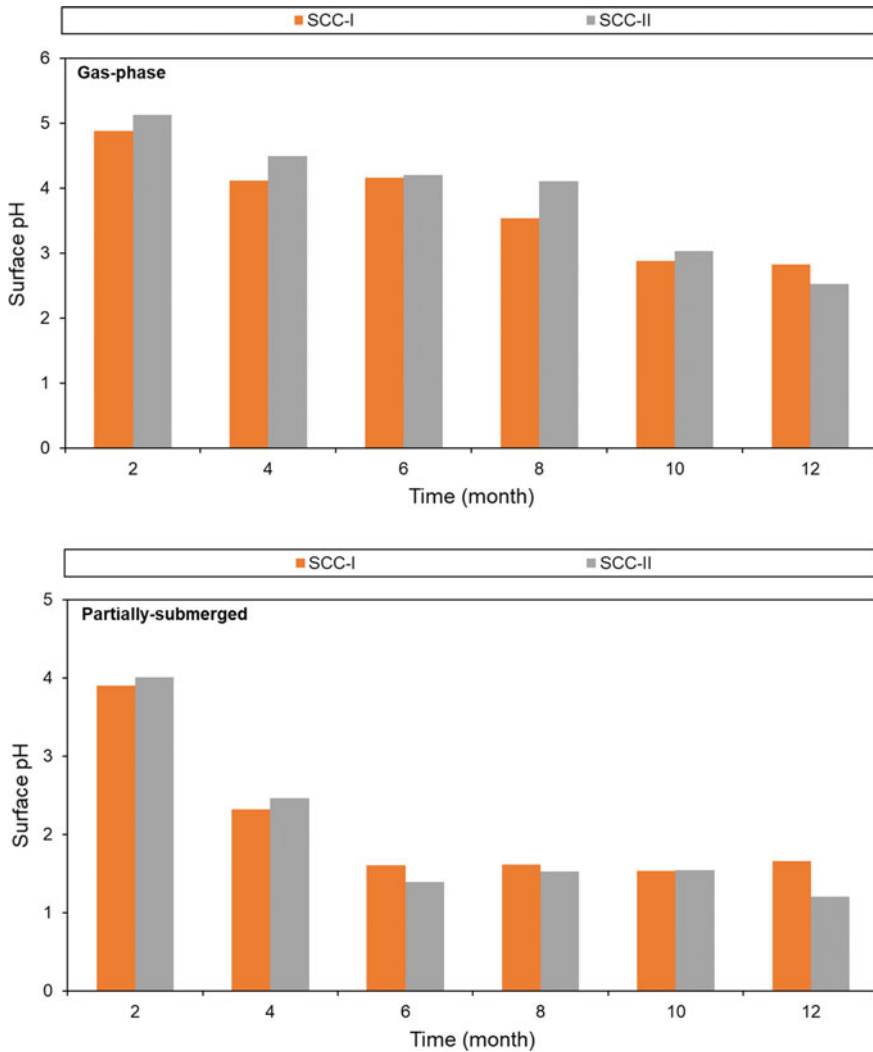 SCC-I SCC-II
Gas-phase
6
5
4
3
2
1
0
Surface pH
2 4 6 8 10 12
Time (month)
SCC-I SCC-II
Partially-submerged
5
4
3
2
1
0
Surface pH
2 4 6 8 10 12
Time (month)